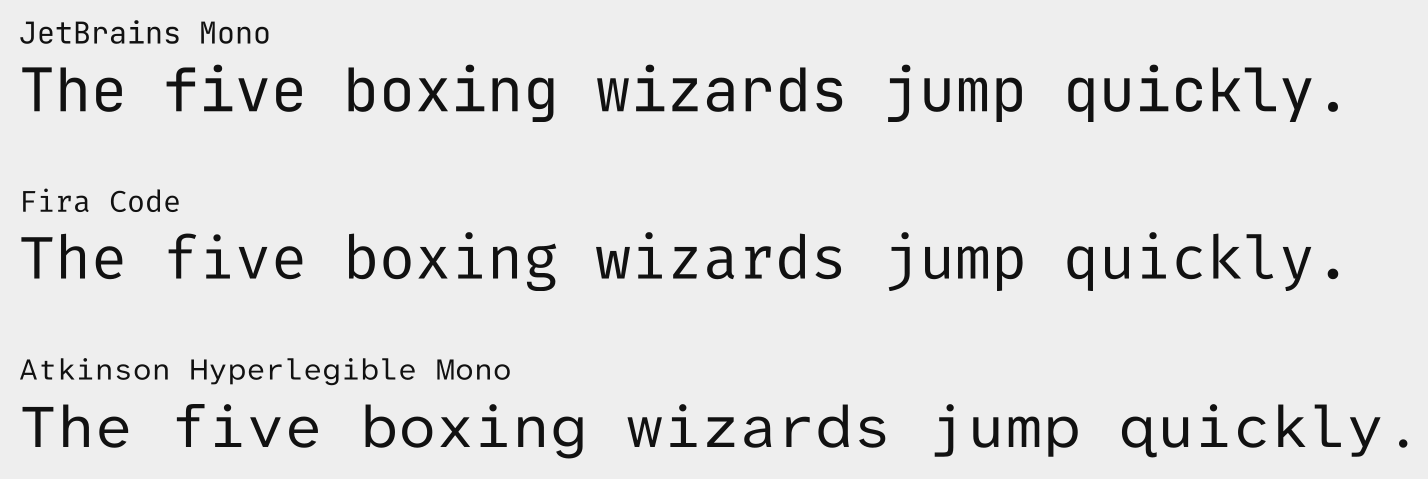 JetBrains Mono
The five boxing wizards jump quickly.
Fira Code
The five boxing wizards jump quickly.
Atkinson Hyperlegible Mono
The five boxing wizards jump quickly.